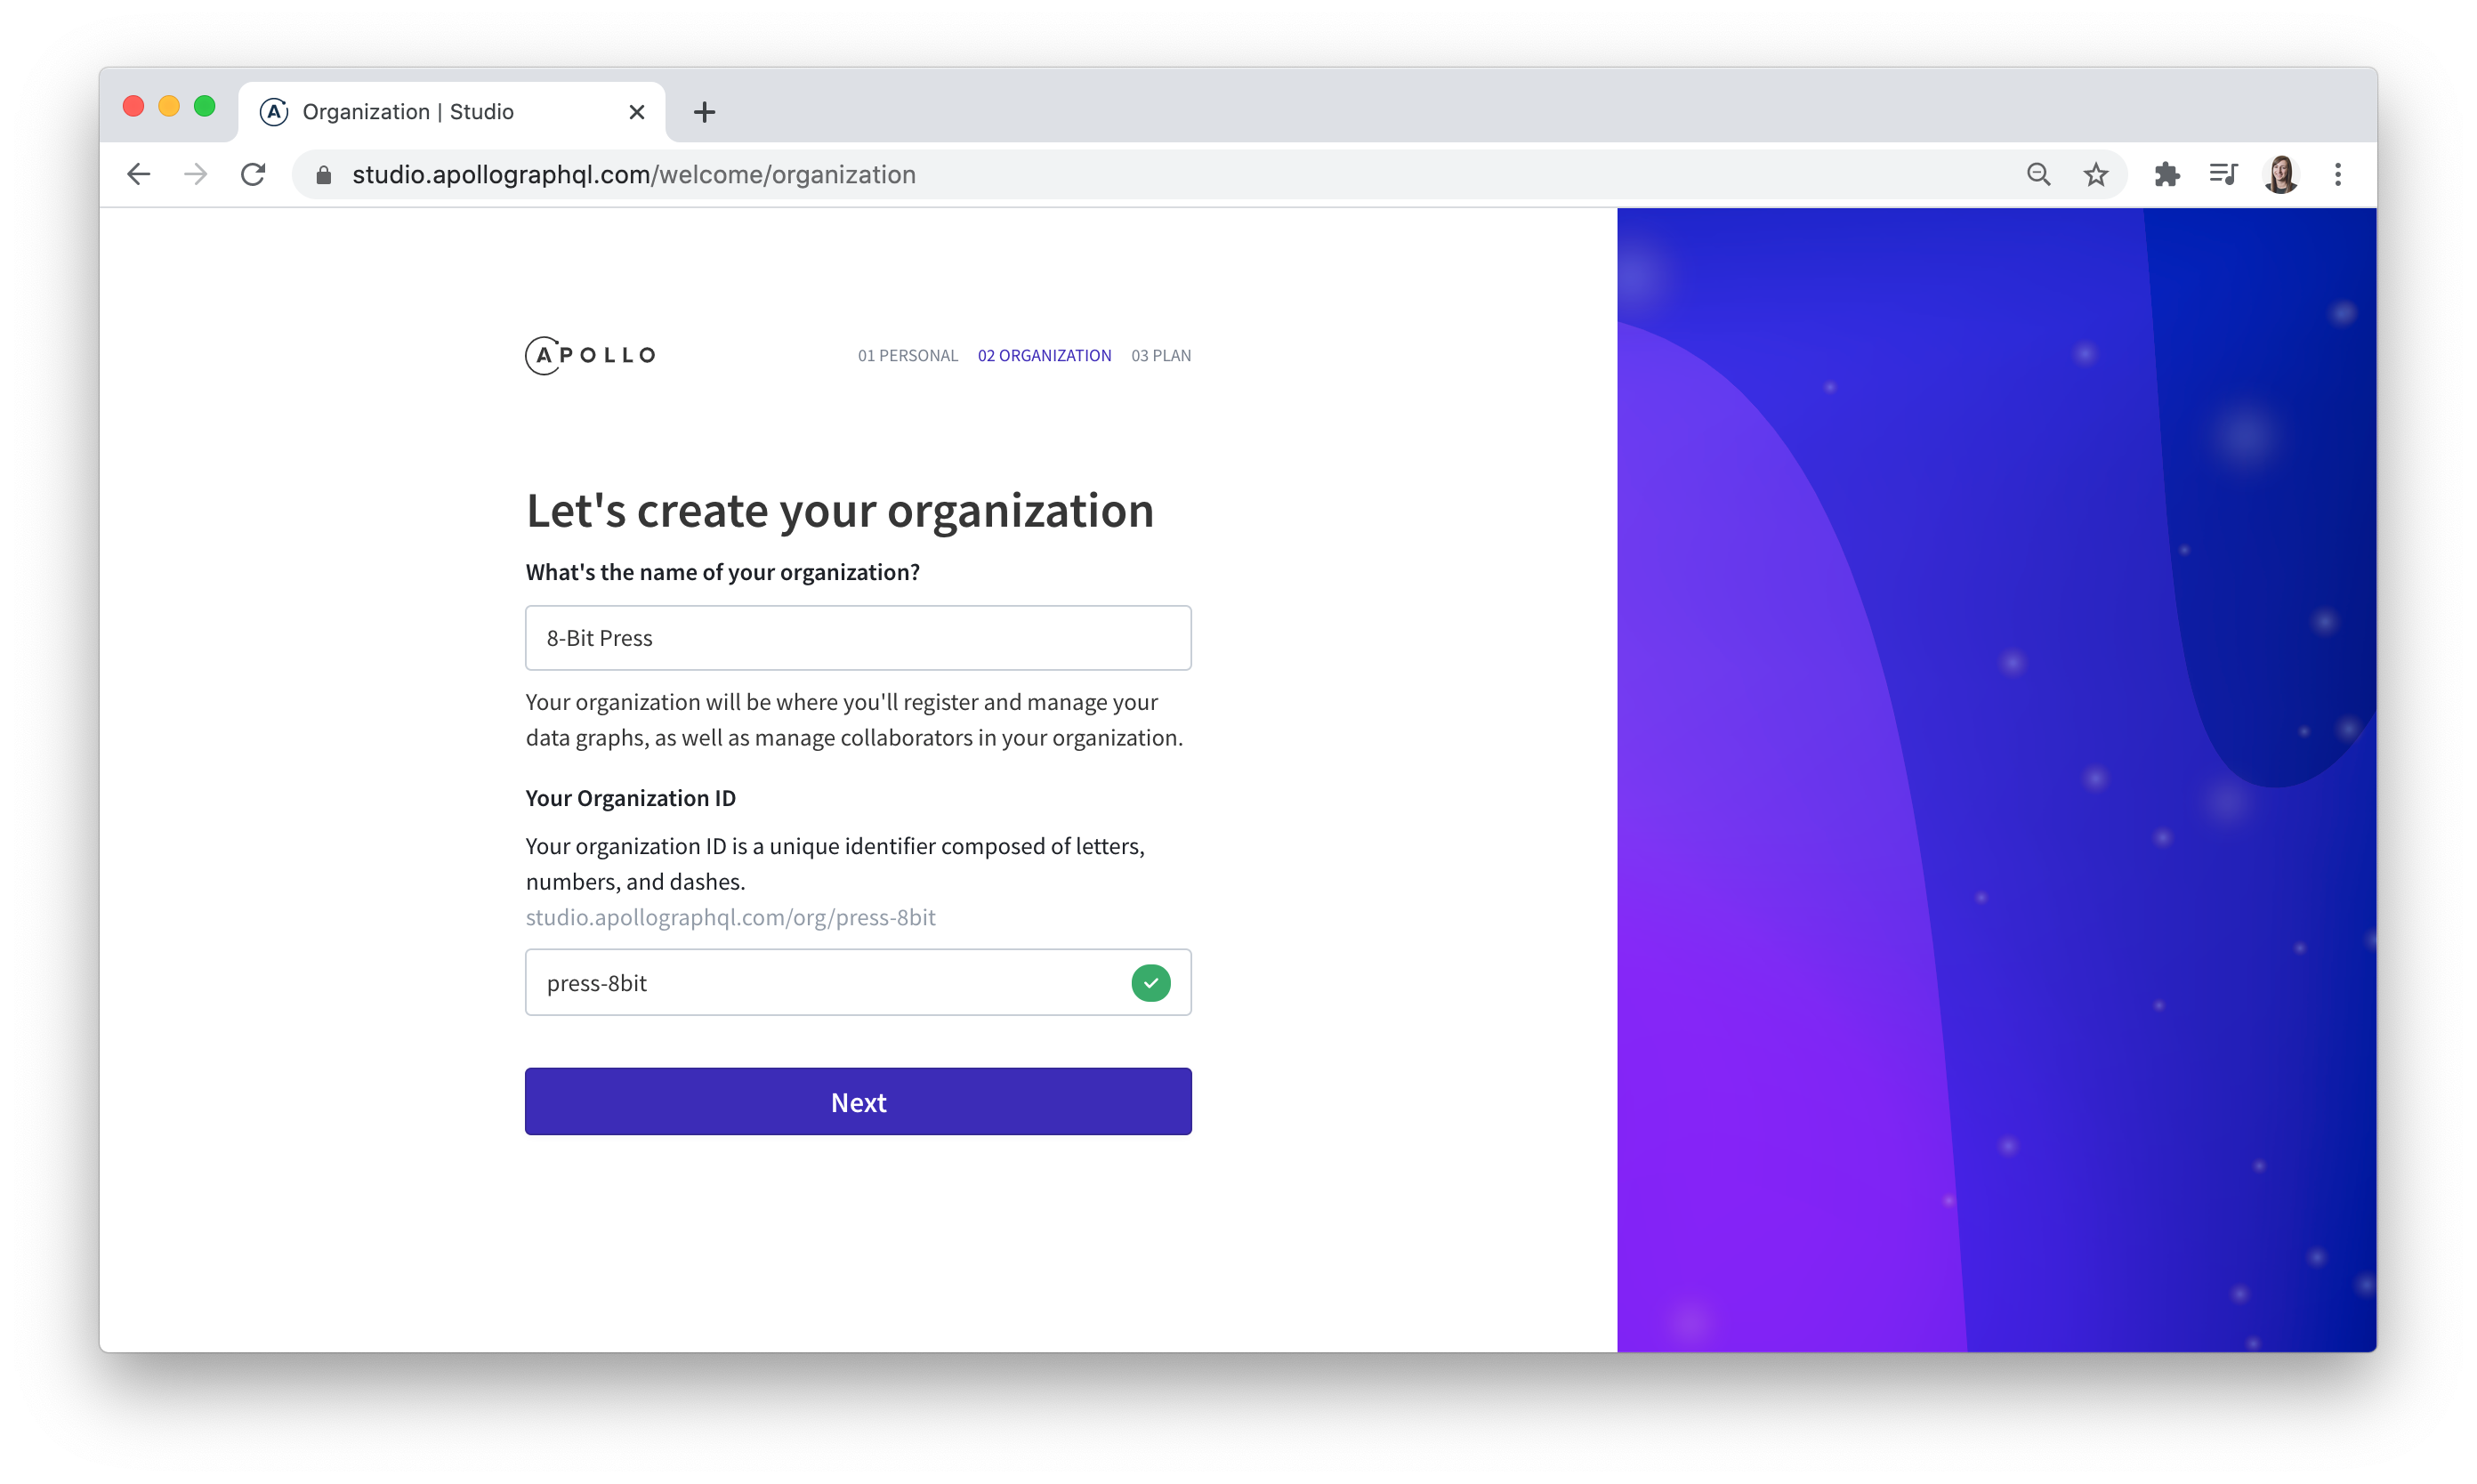 Organization | Studio
studio.apollographql.com/welcome/organization
APOLLO
01 PERSONAL 02 ORGANIZATION 03 PLAN
Let's create your organization
What's the name of your organization?
8-Bit Press
Your organization will be where you'll register and manage your
data graphs, as well as manage collaborators in your organization.
Your Organization ID
Your organization ID is a unique identifier composed of letters,
numbers, and dashes.
studio.apollographql.com/org/press-8bit
press-8bit
Next